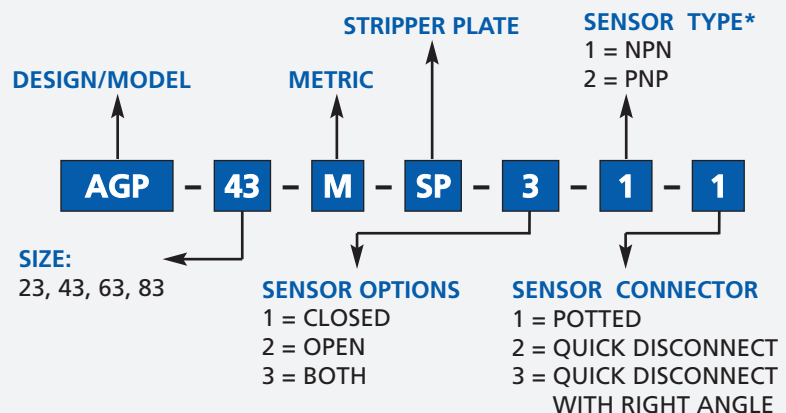 STRIPPER PLATE
SENSOR TYPE*
1 = NPN
2 = PNP
DESIGN/MODEL
METRIC
AGP - 43 - M - SP - 3 - 1 - 1
SIZE:
23, 43, 63, 83
SENSOR OPTIONS
1 = CLOSED
2 = OPEN
3 = BOTH
SENSOR CONNECTOR
1 = POTTED
2 = QUICK DISCONNECT
3 = QUICK DISCONNECT
WITH RIGHT ANGLE